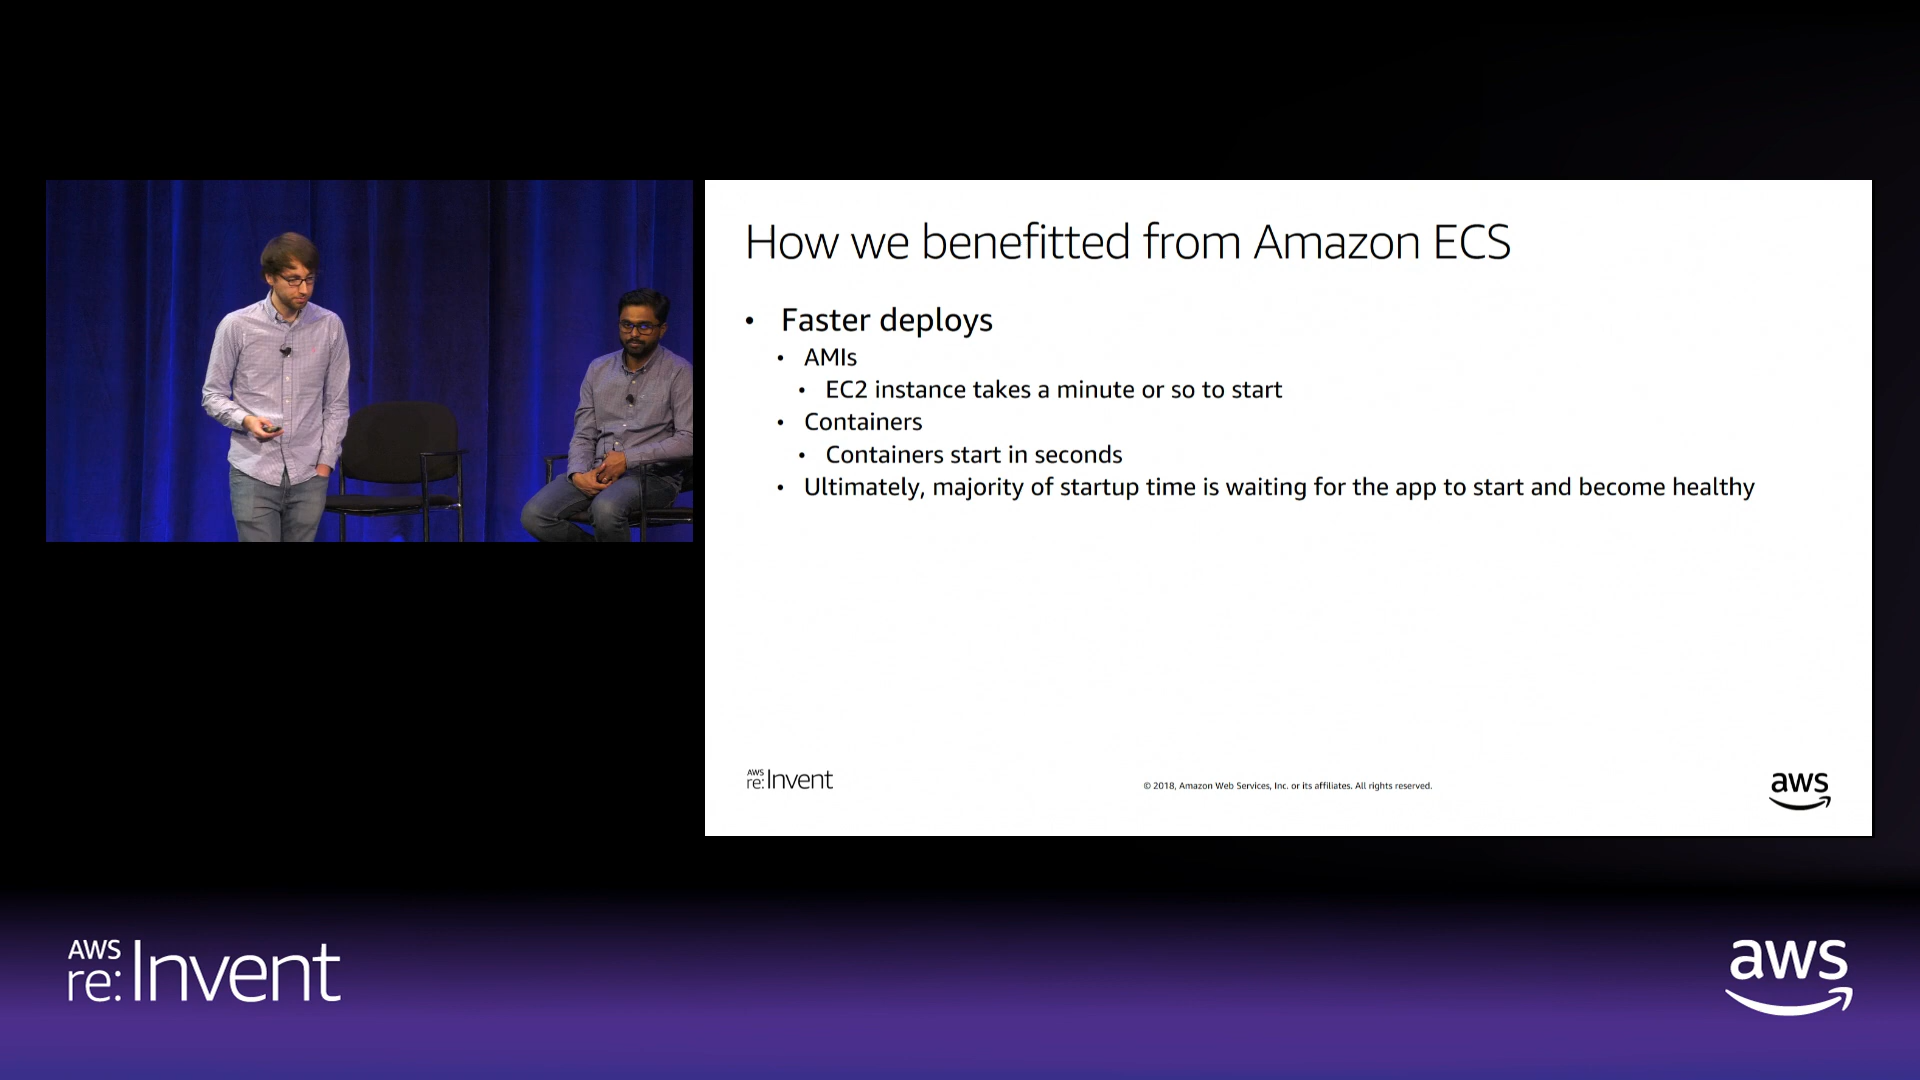 How we benefitted from Amazon ECS
• Faster deploys
• AMIs
• EC2 instance takes a minute or so to start
• Containers
• Containers start in seconds
• Ultimately, majority of startup time is waiting for the app to start and become healthy
AWS
re:Invent
© 2018, Amazon Web Services, Inc. or its affiliates. All rights reserved.
aws
AWS
re:Invent
aws